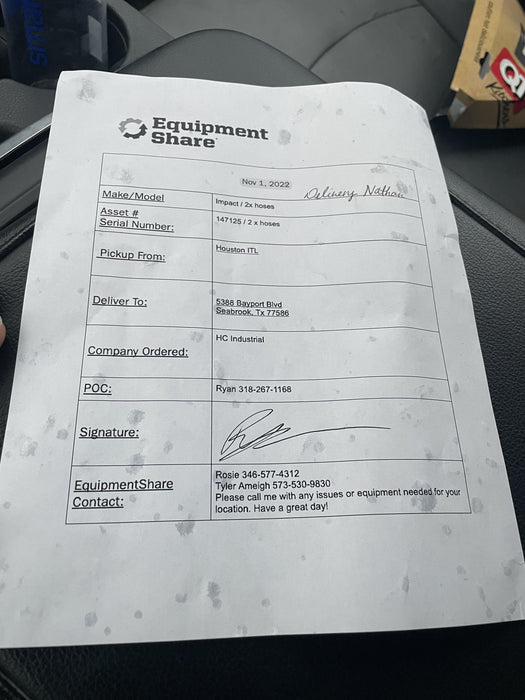 smar
Equipment
Share
Nov 1, 2022
Delivery Nathan
Make/Model
Impact / 2x hoses
Asset #
Serial Number:
147125 / 2 x hoses
Pickup From:
Houston ITL
Deliver To:
5388 Bayport Blvd
Seabrook, Tx 77586
Company Ordered:
HC Industrial
POC:
Ryan 318-267-1168
Signature:
EquipmentShare
Contact:
Rosie 346-577-4312
Tyler Ameigh 573-530-9830
Please call me with any issues or equipment needed for your
location. Have a great day!
Kitchens